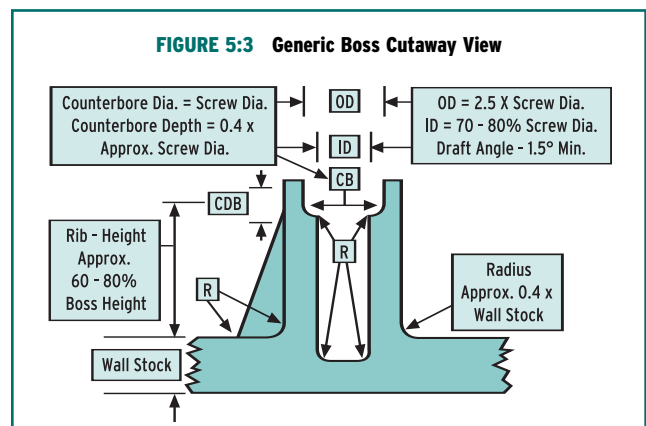 FIGURE 5:3 Generic Boss Cutaway View
Counterbore Dia. = Screw Dia.
Counterbore Depth = 0.4 x
Approx. Screw Dia.
OD
OD = 2.5 X Screw Dia.
ID = 70 - 80% Screw Dia.
Draft Angle - 1.5° Min.
ID
CB
CDB
Rib - Height
Approx.
60 - 80%
Boss Height
R
R
Radius
Approx. 0.4 x
Wall Stock
Wall Stock